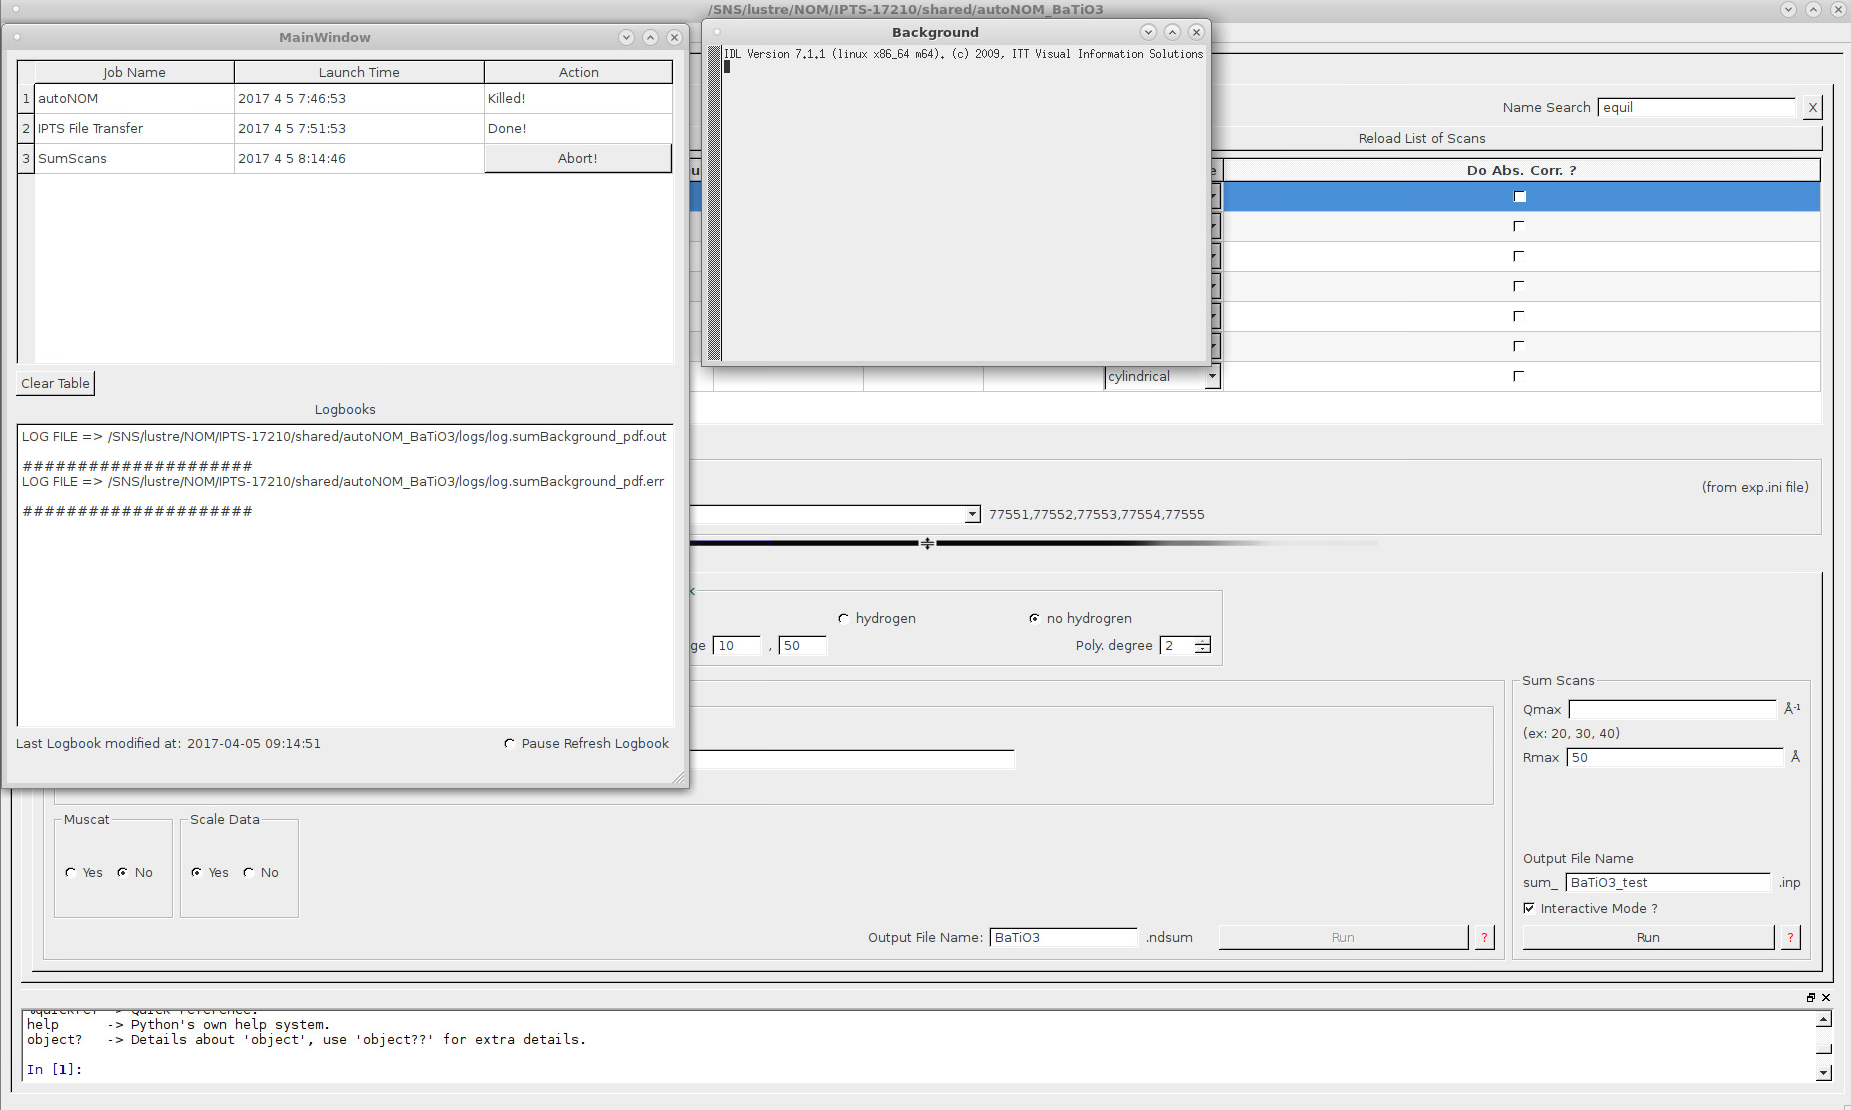 /SNS/lustre/NOM/IPTS-17210/shared/autoNOM_BaTiO3
MainWindow
Job Name Launch Time Action
1 autoNOM 2017 4 5 7:46:53 Killed!
2 IPTS File Transfer 2017 4 5 7:51:53 Done!
3 SumScans 2017 4 5 8:14:46 Abort!
Clear Table
Logbooks
LOG FILE => /SNS/lustre/NOM/IPTS-17210/shared/autoNOM_BaTiO3/logs/log.sumBackground_pdf.out
#####################
LOG FILE => /SNS/lustre/NOM/IPTS-17210/shared/autoNOM_BaTiO3/logs/log.sumBackground_pdf.err
#####################
Last Logbook modified at: 2017-04-05 09:14:51
Pause Refresh Logbook
Background
IDL Version 7.1.1 (linux x86_64 m64). (c) 2009, ITT Visual Information Solutions
Name Search equil X
Reload List of Scans
u e Do Abs. Corr. ?
cylindrical
(from exp.ini file)
77551,77552,77553,77554,77555
k
hydrogen no hydrogren
ge 10 , 50 Poly. degree 2
Sum Scans
Qmax Å-1
(ex: 20, 30, 40)
Rmax 50 Å
Muscat
Yes No
Scale Data
Yes No
Output File Name
sum_ BaTiO3_test .inp
Interactive Mode ?
Output File Name: BaTiO3 .ndsum Run ?
Run ?
%quickref -> Quick reference.
help -> Python's own help system.
object? -> Details about 'object', use 'object??' for extra details.
In [1]: